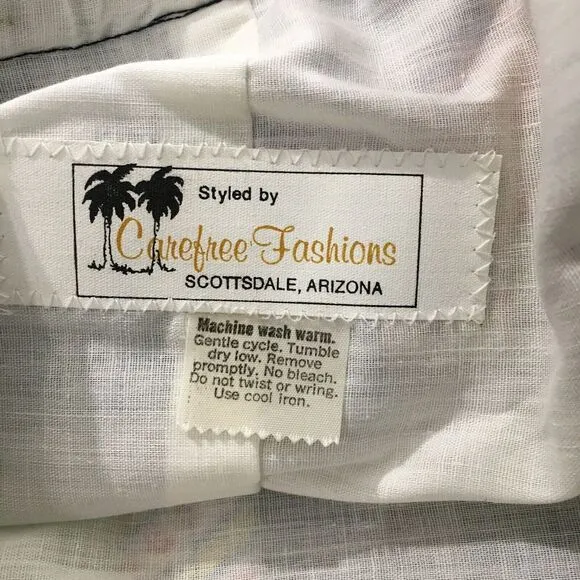 Styled by
Carefree Fashions
SCOTTSDALE, ARIZONA
Machine wash warm.
Gentle cycle. Tumble
dry low. Remove
promptly. No bleach.
Do not twist or wring.
Use cool iron.